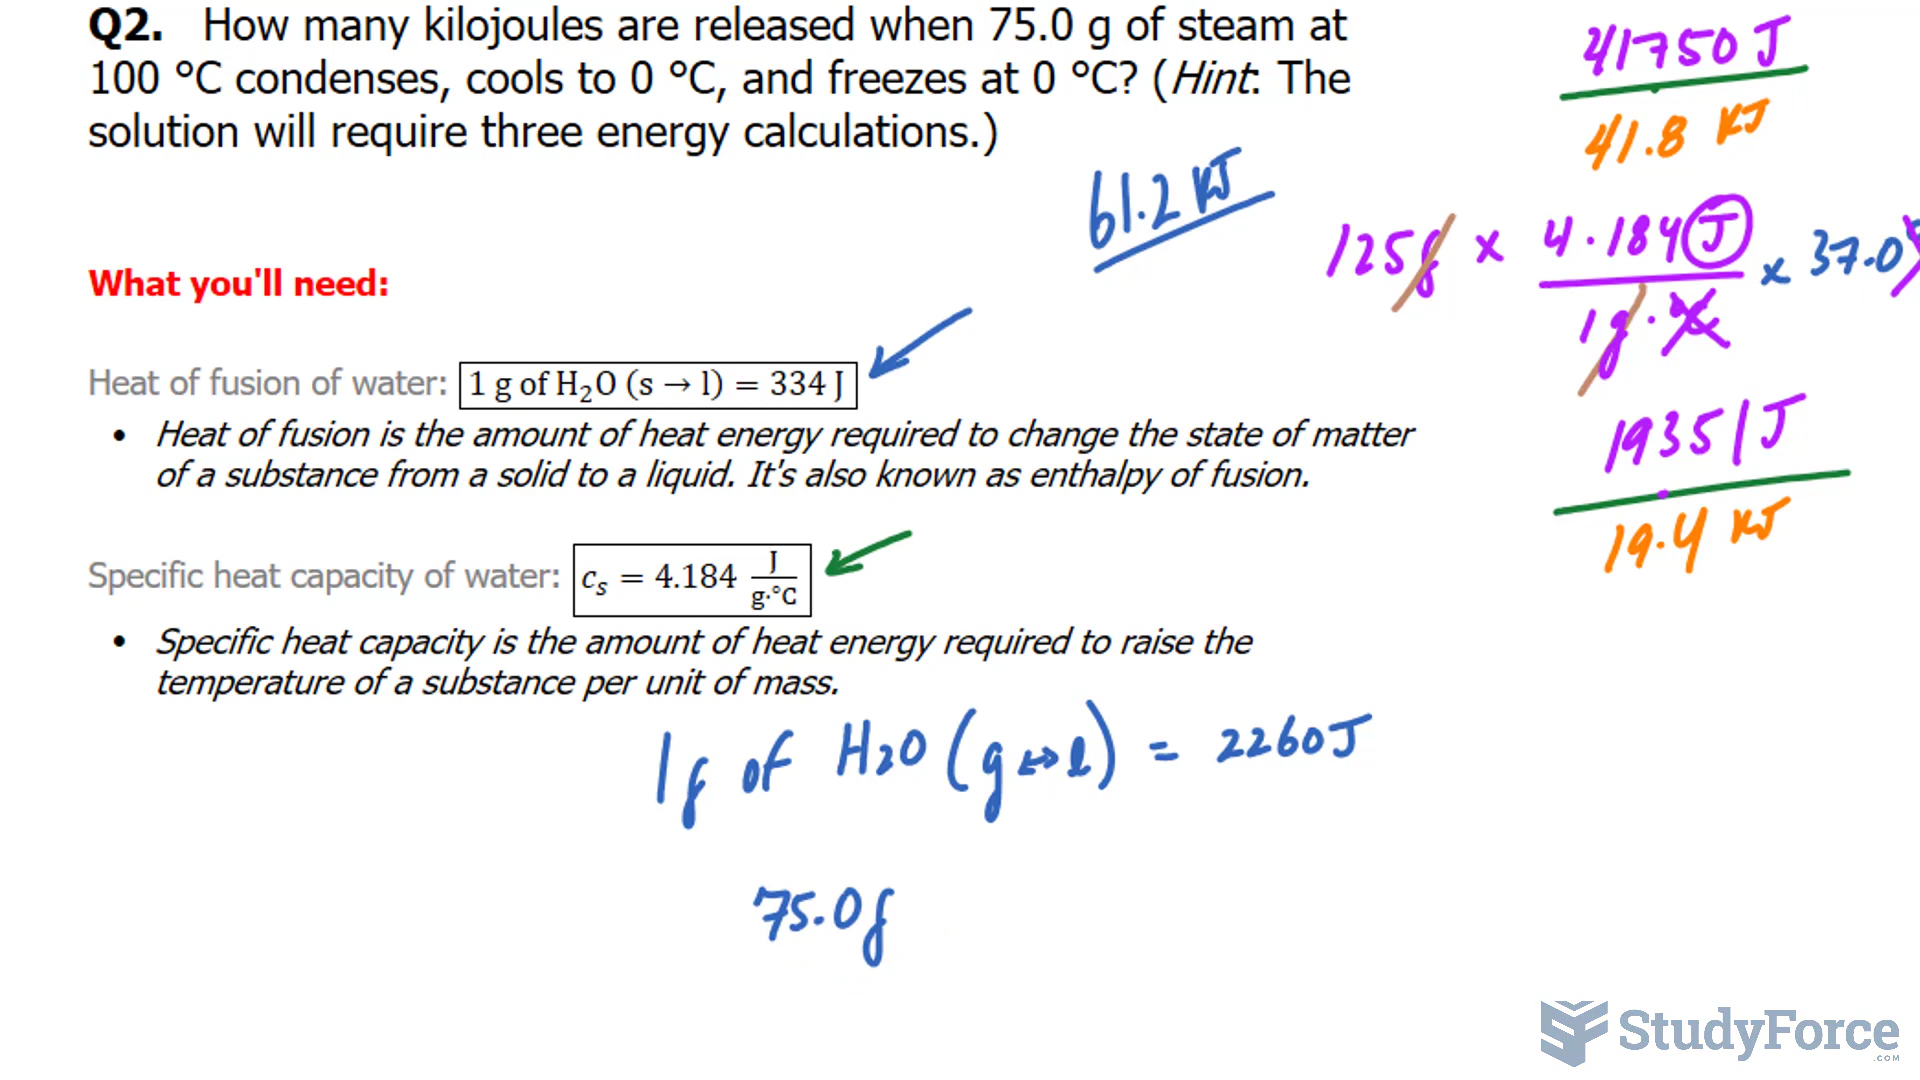 Q2. How many kilojoules are released when 75.0 g of steam at
100 °C condenses, cools to 0 °C, and freezes at 0 °C? (Hint: The
solution will require three energy calculations.)
61.2 KJ
What you'll need:
Heat of fusion of water: 1 g of H₂O (s → l) = 334 J
• Heat of fusion is the amount of heat energy required to change the state of matter
of a substance from a solid to a liquid. It's also known as enthalpy of fusion.
Specific heat capacity of water: cₛ = 4.184 J/g·°C
• Specific heat capacity is the amount of heat energy required to raise the
temperature of a substance per unit of mass.
1g of H2O (g ↔ l) = 2260J
75.0g
41750 J
41.8 KJ
125g × 4.184 J / 1g · °C × 37.0
19351 J
19.4 KJ
StudyForce
.COM